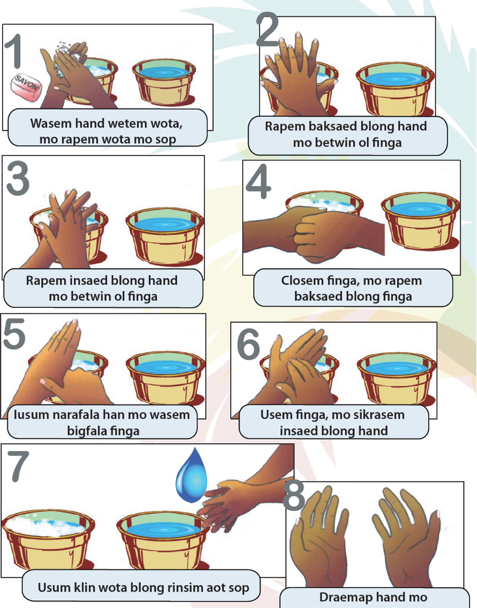 1
SAVON
Wasem hand wetem wota,
mo rapem wota mo sop
2
Rapem baksaed blong hand
mo betwin ol finga
3
Rapem insaed blong hand
mo betwin ol finga
4
Closem finga, mo rapem
baksaed blong finga
5
Iusum narafala han mo wasem
bigfala finga
6
Usem finga, mo sikrasem
insaed blong hand
7
Usum klin wota blong rinsim aot sop
8
Draemap hand mo